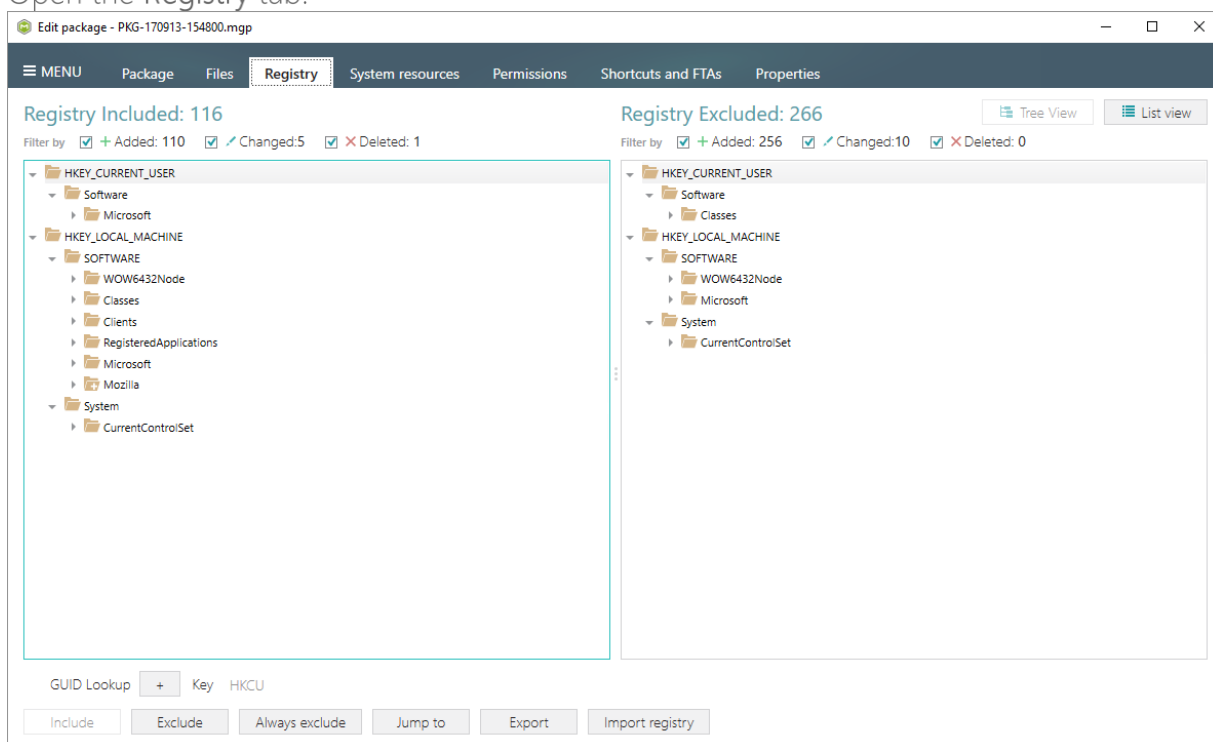 Open the Registry tab.
Edit package - PKG-170913-154800.mgp
MENU Package Files Registry System resources Permissions Shortcuts and FTAs Properties
Registry Included: 116
Filter by + Added: 110 Changed:5 Deleted: 1
HKEY_CURRENT_USER
Software
Microsoft
HKEY_LOCAL_MACHINE
SOFTWARE
WOW6432Node
Classes
Clients
RegisteredApplications
Microsoft
Mozilla
System
CurrentControlSet
Registry Excluded: 266 Tree View List view
Filter by + Added: 256 Changed:10 Deleted: 0
HKEY_CURRENT_USER
Software
Classes
HKEY_LOCAL_MACHINE
SOFTWARE
WOW6432Node
Microsoft
System
CurrentControlSet
GUID Lookup + Key HKCU
Include Exclude Always exclude Jump to Export Import registry